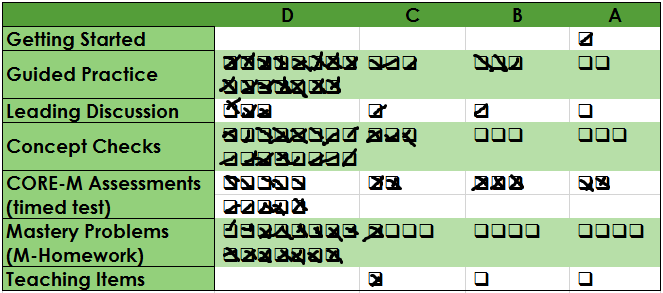 D C B A
Getting Started
Guided Practice
Leading Discussion
Concept Checks
CORE-M Assessments
(timed test)
Mastery Problems
(M-Homework)
Teaching Items